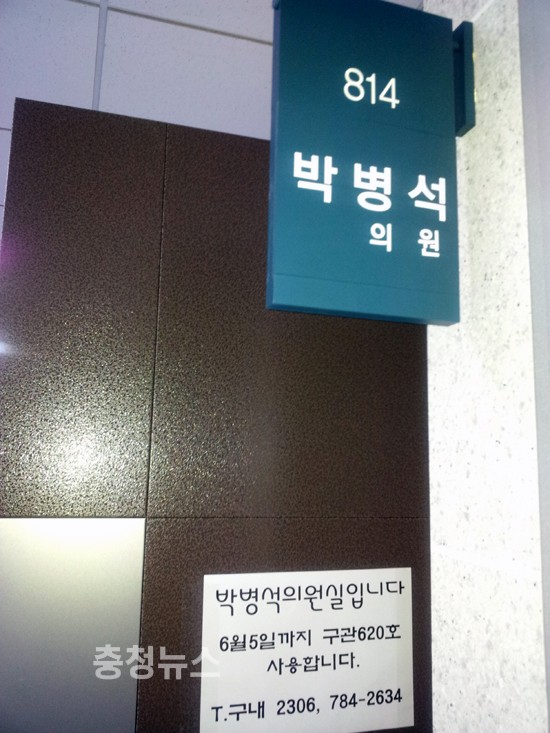 814
박병석
의원
박병석의원실입니다
6월5일까지 구관620호
사용합니다.
충청뉴스
T.구내 2306, 784-2634